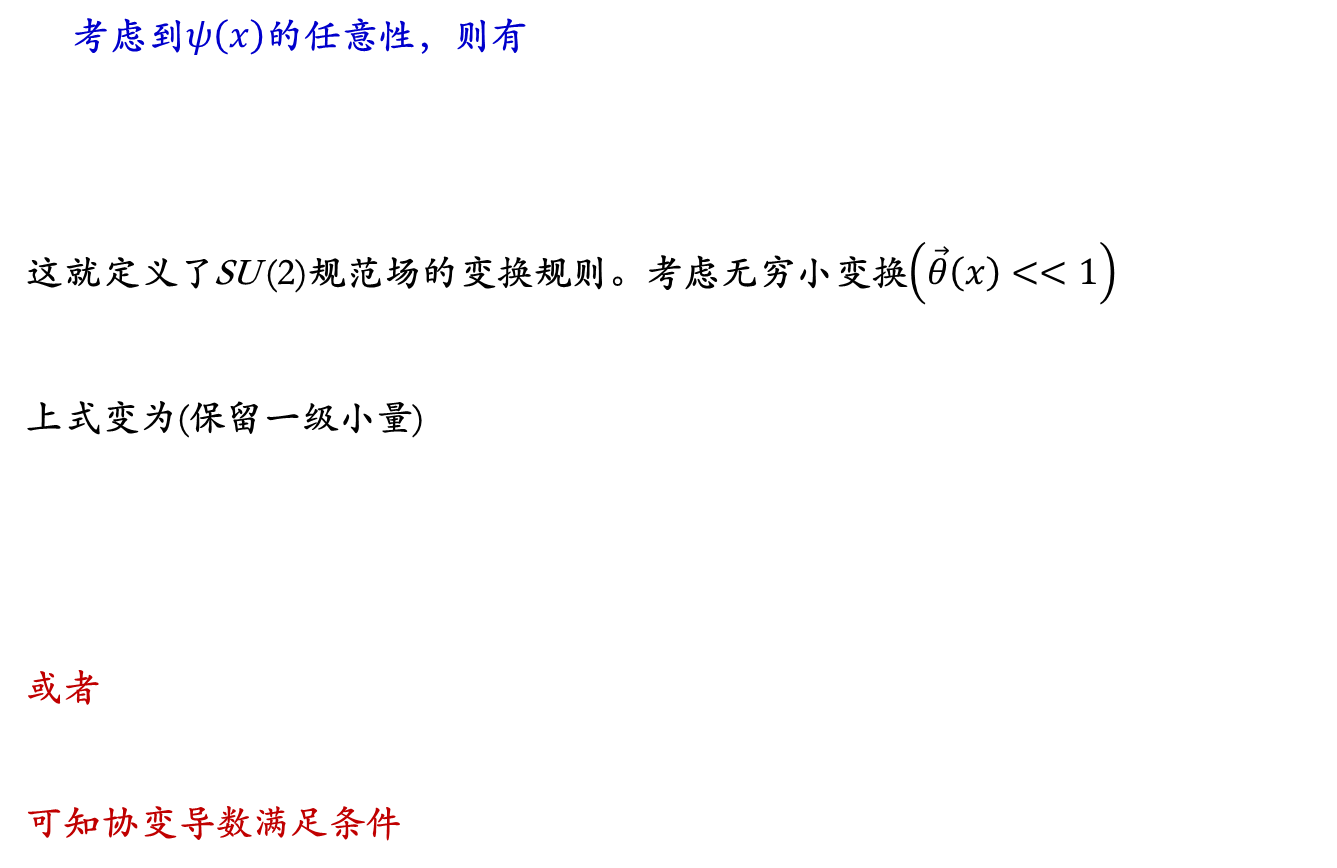 考虑到ψ(x)的任意性，则有
这就定义了SU(2)规范场的变换规则。考虑无穷小变换(θ⃗(x) << 1)
上式变为(保留一级小量)
或者
可知协变导数满足条件